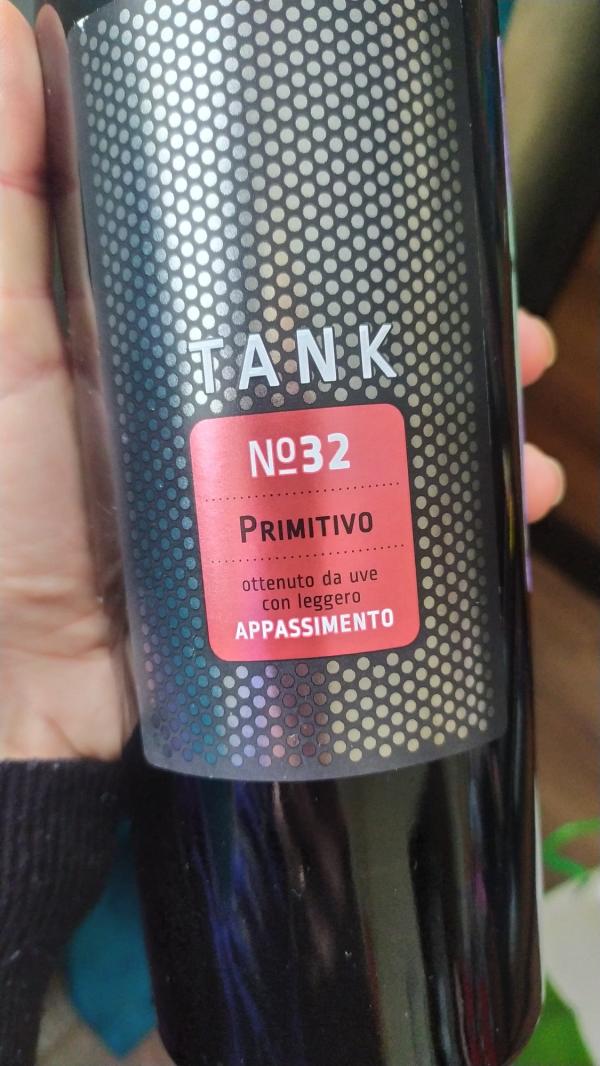 TANK
Nº32
PRIMITIVO
ottenuto da uve
con leggero
APPASSIMENTO